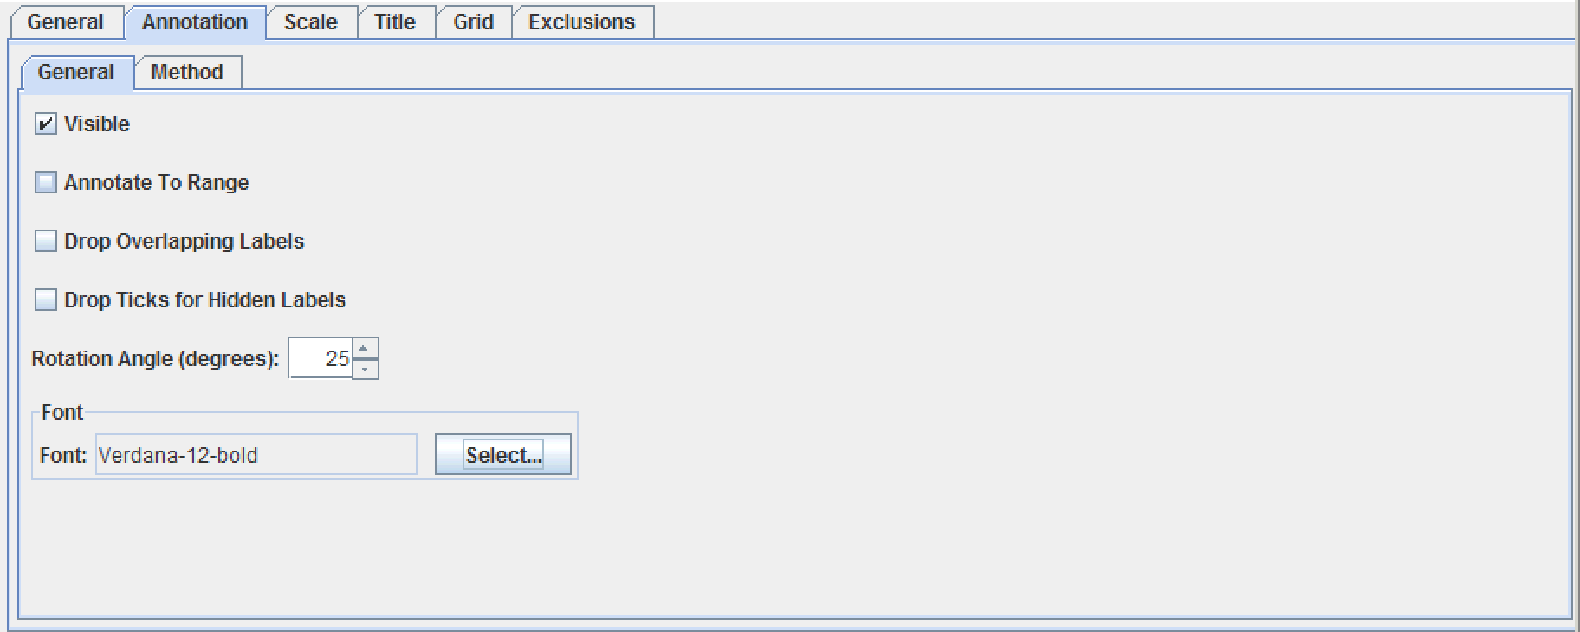 General Annotation Scale Title Grid Exclusions
General Method
Visible
Annotate To Range
Drop Overlapping Labels
Drop Ticks for Hidden Labels
Rotation Angle (degrees): 25
Font
Font: Verdana-12-bold Select...